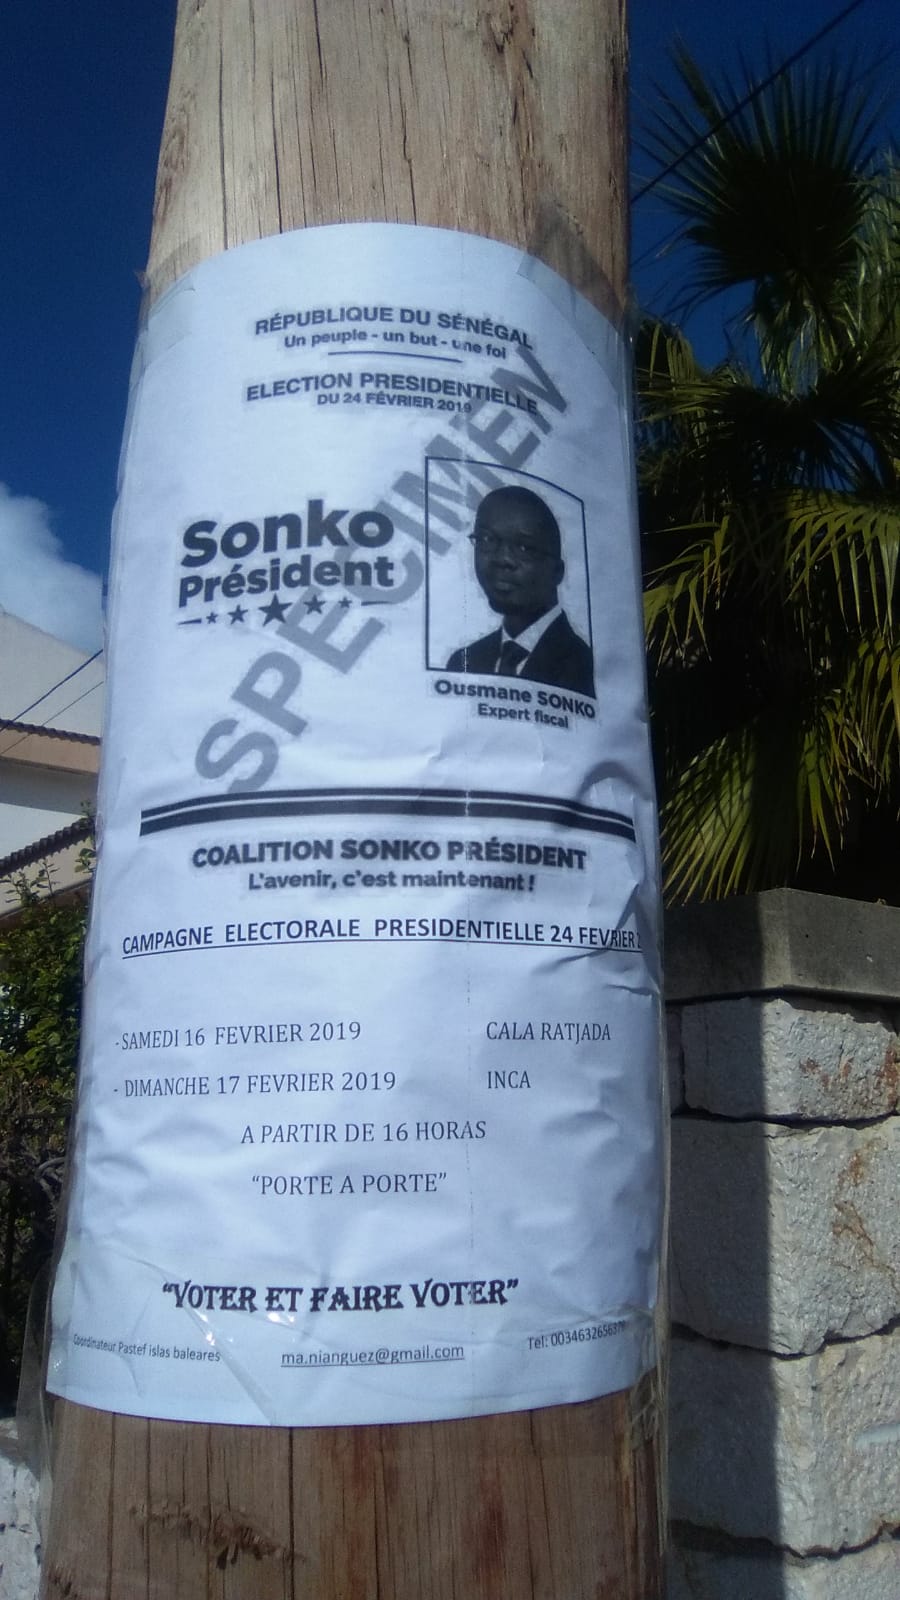 RÉPUBLIQUE DU SÉNÉGAL
Un peuple - un but - une foi
ELECTION PRESIDENTIELLE
DU 24 FÉVRIER 2019
SPECIMEN
Sonko
Président
Ousmane SONKO
Expert fiscal
COALITION SONKO PRÉSIDENT
L'avenir, c'est maintenant !
CAMPAGNE ELECTORALE PRESIDENTIELLE 24 FEVRIER 2
- SAMEDI 16 FEVRIER 2019 CALA RATJADA
- DIMANCHE 17 FEVRIER 2019 INCA
A PARTIR DE 16 HORAS
“PORTE A PORTE”
“VOTER ET FAIRE VOTER”
Coordinateur Pastef islas baleares ma.nianguez@gmail.com Tel: